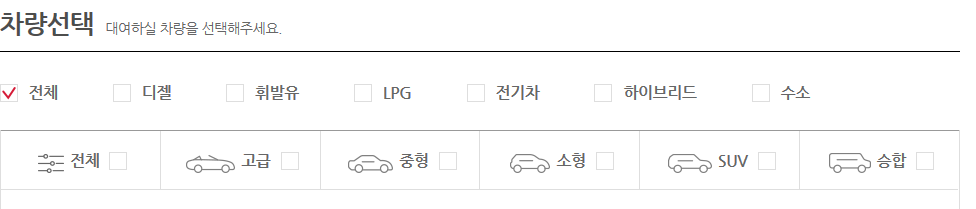 차량선택 대여하실 차량을 선택해주세요.
전체 디젤 휘발유 LPG 전기차 하이브리드 수소
전체 고급 중형 소형 SUV 승합